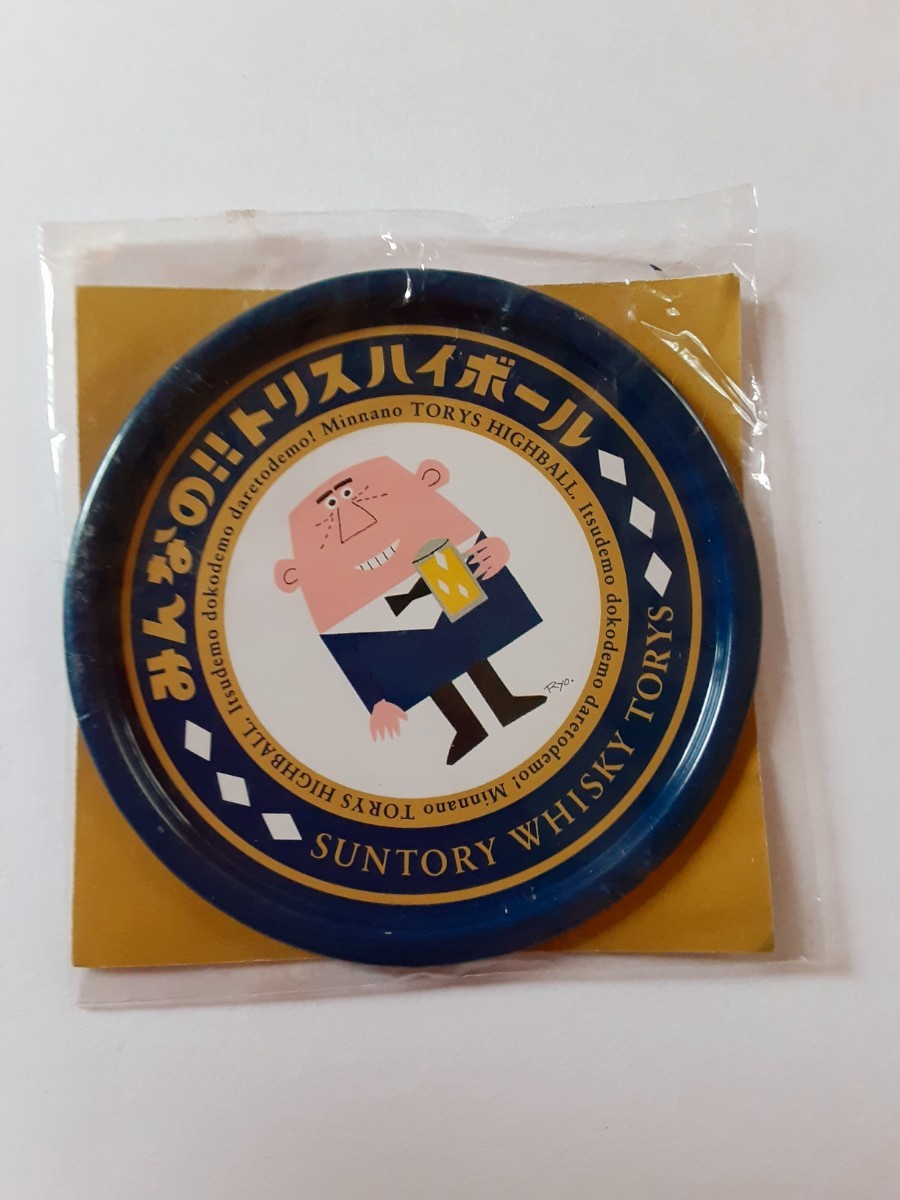 みんなの!!トリスハイボール
Itsudemo dokodemo daretodemo! Minnano TORYS HIGHBALL. Itsudemo dokodemo daretodemo! Minnano TORYS HIGHBALL.
SUNTORY WHISKY TORYS
RYO.